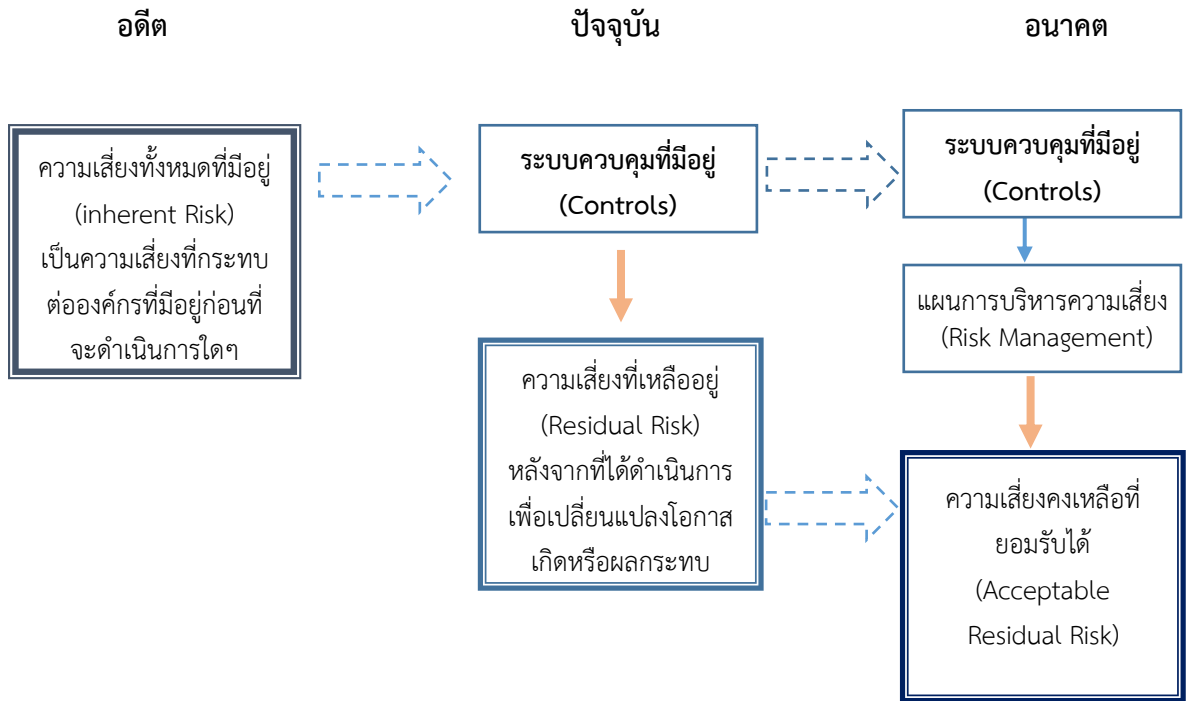 อดีต
ปัจจุบัน
อนาคต
ความเสี่ยงทั้งหมดที่มีอยู่
(inherent Risk)
เป็นความเสี่ยงที่กระทบ
ต่อองค์กรที่มีอยู่ก่อนที่
จะดำเนินการใดๆ
ระบบควบคุมที่มีอยู่
(Controls)
ความเสี่ยงที่เหลืออยู่
(Residual Risk)
หลังจากที่ได้ดำเนินการ
เพื่อเปลี่ยนแปลงโอกาส
เกิดหรือผลกระทบ
ระบบควบคุมที่มีอยู่
(Controls)
แผนการบริหารความเสี่ยง
(Risk Management)
ความเสี่ยงคงเหลือที่
ยอมรับได้
(Acceptable
Residual Risk)